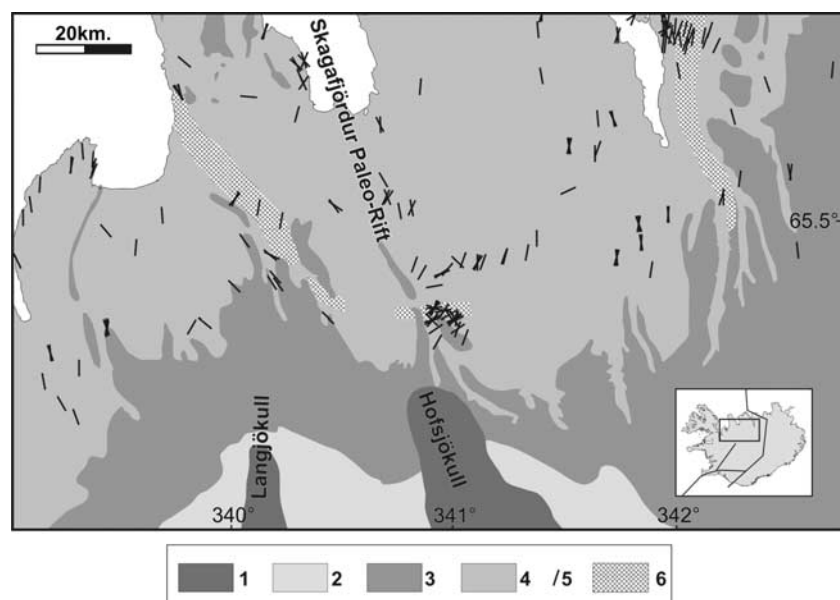 20km.
Skagafjördur Paleo-Rift
65.5°
Langjökull
Hofsjökull
340° 341° 342°
1 2 3 4 5 6